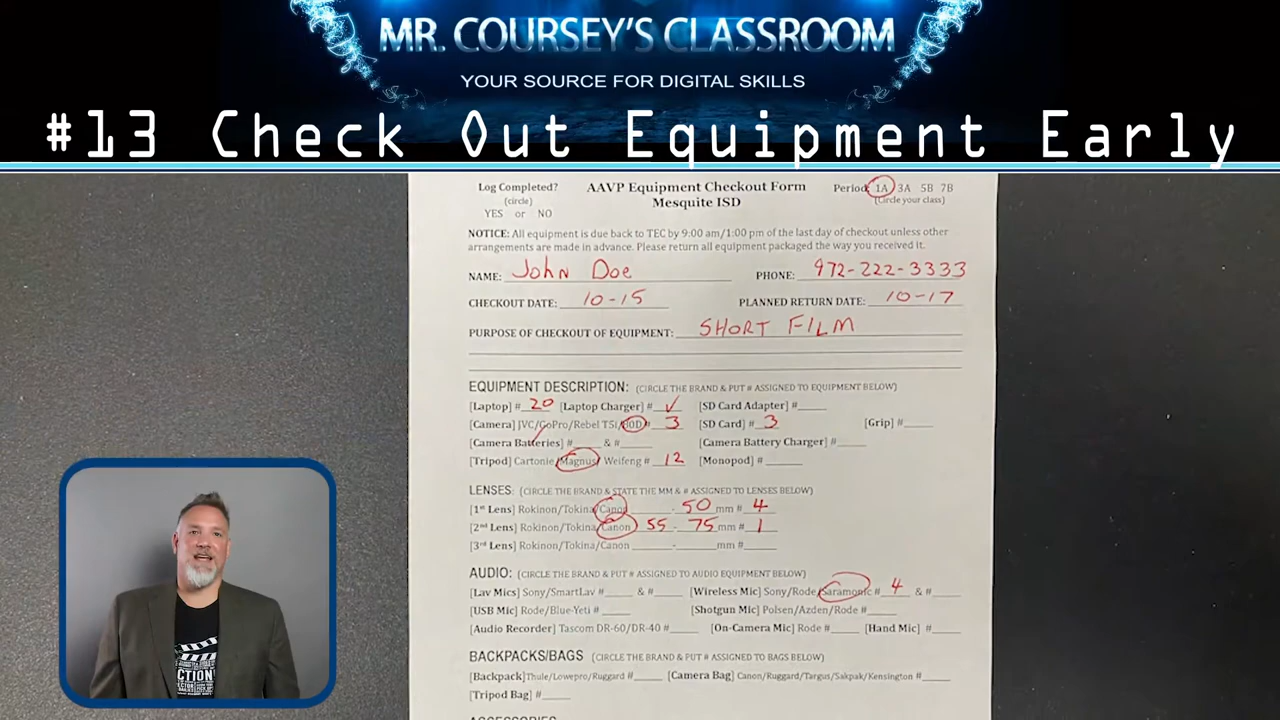 MR. COURSEY'S CLASSROOM
YOUR SOURCE FOR DIGITAL SKILLS
#13 Check Out Equipment Early
Log Completed? AAVP Equipment Checkout Form Period: 1A 3A 5B 7B
(circle) Mesquite ISD (Circle your class)
YES or NO
NOTICE: All equipment is due back to TEC by 9:00 am/1:00 pm of the last day of checkout unless other
arrangements are made in advance. Please return all equipment packaged the way you received it.
NAME: John Doe PHONE: 972-222-3333
CHECKOUT DATE: 10-15 PLANNED RETURN DATE: 10-17
PURPOSE OF CHECKOUT OF EQUIPMENT: SHORT FILM
EQUIPMENT DESCRIPTION: (CIRCLE THE BRAND & PUT # ASSIGNED TO EQUIPMENT BELOW)
[Laptop] # 20 [Laptop Charger] # ✓ [SD Card Adapter] #
[Camera] JVC/GoPro/Rebel T5i/80D # 3 [SD Card] # 3 [Grip] #
[Camera Batteries] # & # [Camera Battery Charger] #
[Tripod] Cartonie/Magnus/Weifeng # 12 [Monopod] #
LENSES: (CIRCLE THE BRAND & STATE THE MM & # ASSIGNED TO LENSES BELOW)
[1st Lens] Rokinon/Tokina/Canon - 50 mm # 4
[2nd Lens] Rokinon/Tokina/Canon 55 - 75 mm # 1
[3rd Lens] Rokinon/Tokina/Canon - mm #
AUDIO: (CIRCLE THE BRAND & PUT # ASSIGNED TO AUDIO EQUIPMENT BELOW)
[Lav Mics] Sony/SmartLav # & # [Wireless Mic] Sony/Rode/Saramonic # 4 & #
[USB Mic] Rode/Blue-Yeti # [Shotgun Mic] Polsen/Azden/Rode #
[Audio Recorder] Tascom DR-60/DR-40 # [On-Camera Mic] Rode # [Hand Mic] #
BACKPACKS/BAGS (CIRCLE THE BRAND & PUT # ASSIGNED TO BAGS BELOW)
[Backpack] Thule/Lowepro/Ruggard # [Camera Bag] Canon/Ruggard/Targus/Sakpak/Kensington #
[Tripod Bag] #
ACCESSORIES